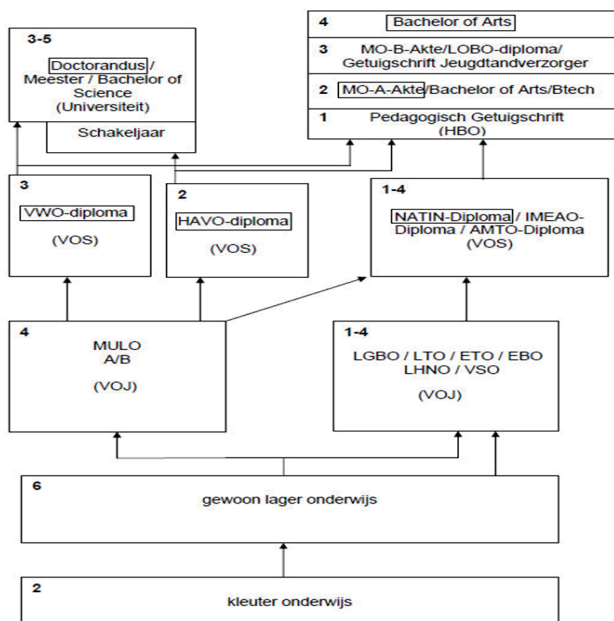 3-5
Doctorandus /
Meester / Bachelor of
Science
(Universiteit)
Schakeljaar
4 Bachelor of Arts
3 MO-B-Akte/LOBO-diploma/
Getuigschrift Jeugdtandverzorger
2 MO-A-Akte/Bachelor of Arts/Btech
1 Pedagogisch Getuigschrift
(HBO)
3
VWO-diploma
(VOS)
2
HAVO-diploma
(VOS)
1-4
NATIN-Diploma / IMEAO-
Diploma / AMTO-Diploma
(VOS)
4
MULO
A/B
(VOJ)
1-4
LGBO / LTO / ETO / EBO
LHNO / VSO
(VOJ)
6
gewoon lager onderwijs
2
kleuter onderwijs